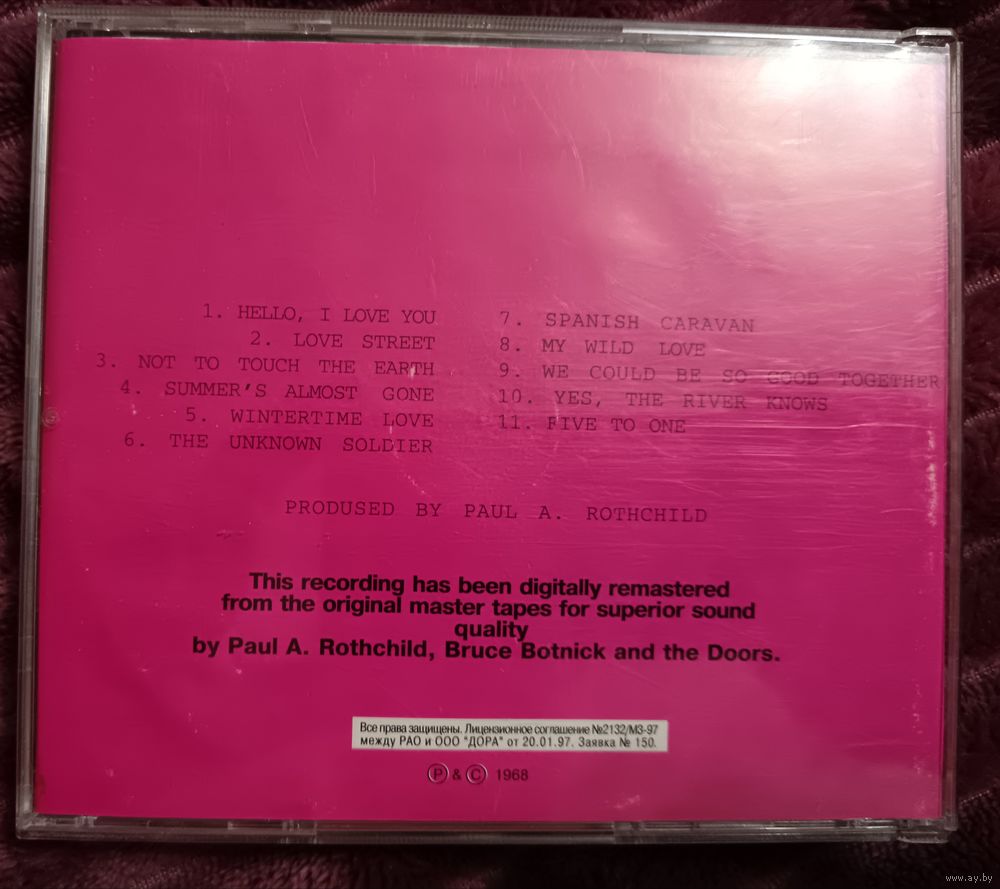 1. HELLO, I LOVE YOU
2. LOVE STREET
3. NOT TO TOUCH THE EARTH
4. SUMMER'S ALMOST GONE
5. WINTERTIME LOVE
6. THE UNKNOWN SOLDIER
7. SPANISH CARAVAN
8. MY WILD LOVE
9. WE COULD BE SO GOOD TOGETHER
10. YES, THE RIVER KNOWS
11. FIVE TO ONE
PRODUSED BY PAUL A. ROTHCHILD
This recording has been digitally remastered
from the original master tapes for superior sound
quality
by Paul A. Rothchild, Bruce Botnick and the Doors.
Все права защищены. Лицензионное соглашение №2132/МЗ-97
между РАО и ООО "ДОРА" от 20.01.97. Заявка № 150.
Ⓟ & © 1968
www.ay.by